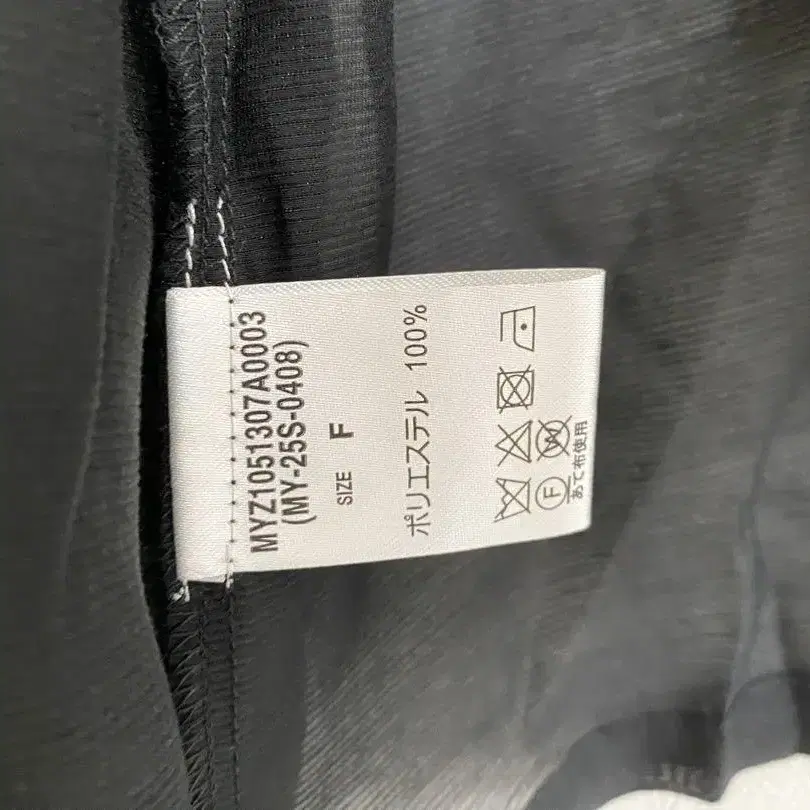 MYZ1051307A0003
(MY-25S-0408)
SIZE F
ポリエステル 100%
F W
あて布使用